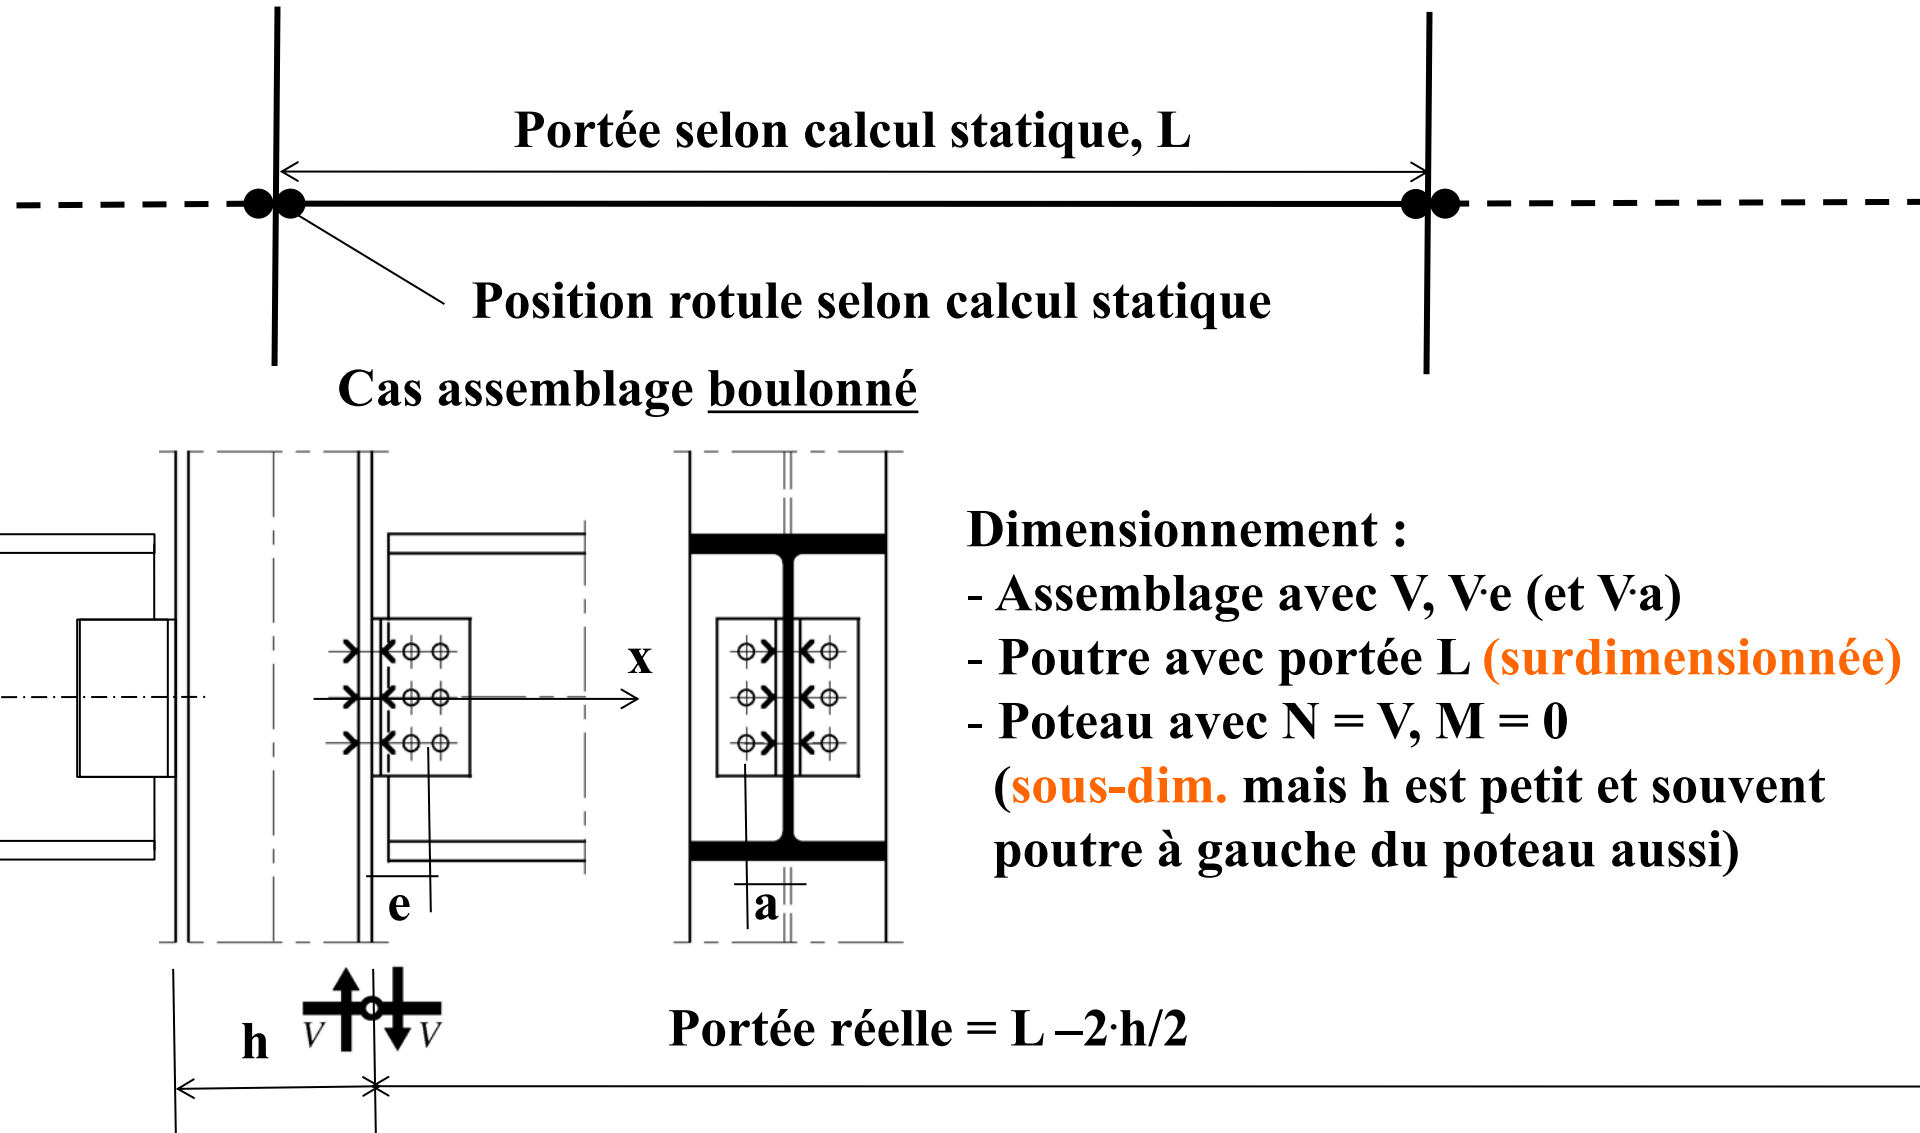 Portée selon calcul statique, L
Position rotule selon calcul statique
Cas assemblage boulonné
Dimensionnement :
- Assemblage avec V, V·e (et V·a)
- Poutre avec portée L (surdimensionnée)
- Poteau avec N = V, M = 0
(sous-dim. mais h est petit et souvent
poutre à gauche du poteau aussi)
x
e
a
h
V
V
Portée réelle = L –2·h/2